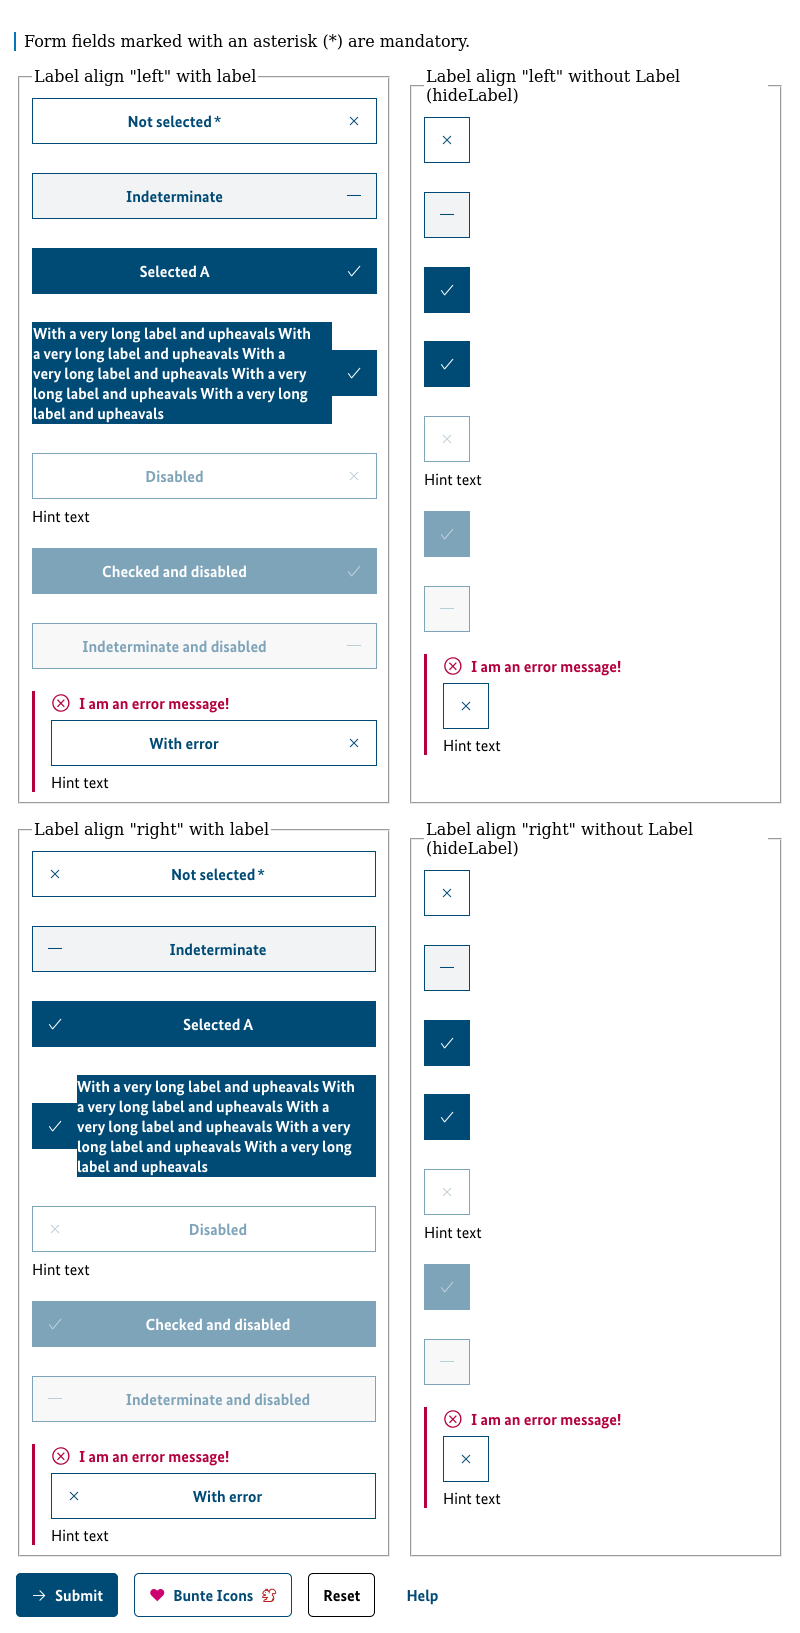 Form fields marked with an asterisk (*) are mandatory.
Label align "left" with label
Not selected *
Indeterminate
Selected A
With a very long label and upheavals With
a very long label and upheavals With a
very long label and upheavals With a very
long label and upheavals With a very long
label and upheavals
Disabled
Hint text
Checked and disabled
Indeterminate and disabled
I am an error message!
With error
Hint text
Label align "left" without Label
(hideLabel)
Hint text
I am an error message!
Hint text
Label align "right" with label
Not selected *
Indeterminate
Selected A
With a very long label and upheavals With
a very long label and upheavals With a
very long label and upheavals With a very
long label and upheavals With a very long
label and upheavals
Disabled
Hint text
Checked and disabled
Indeterminate and disabled
I am an error message!
With error
Hint text
Label align "right" without Label
(hideLabel)
Hint text
I am an error message!
Hint text
Submit
Bunte Icons
Reset
Help